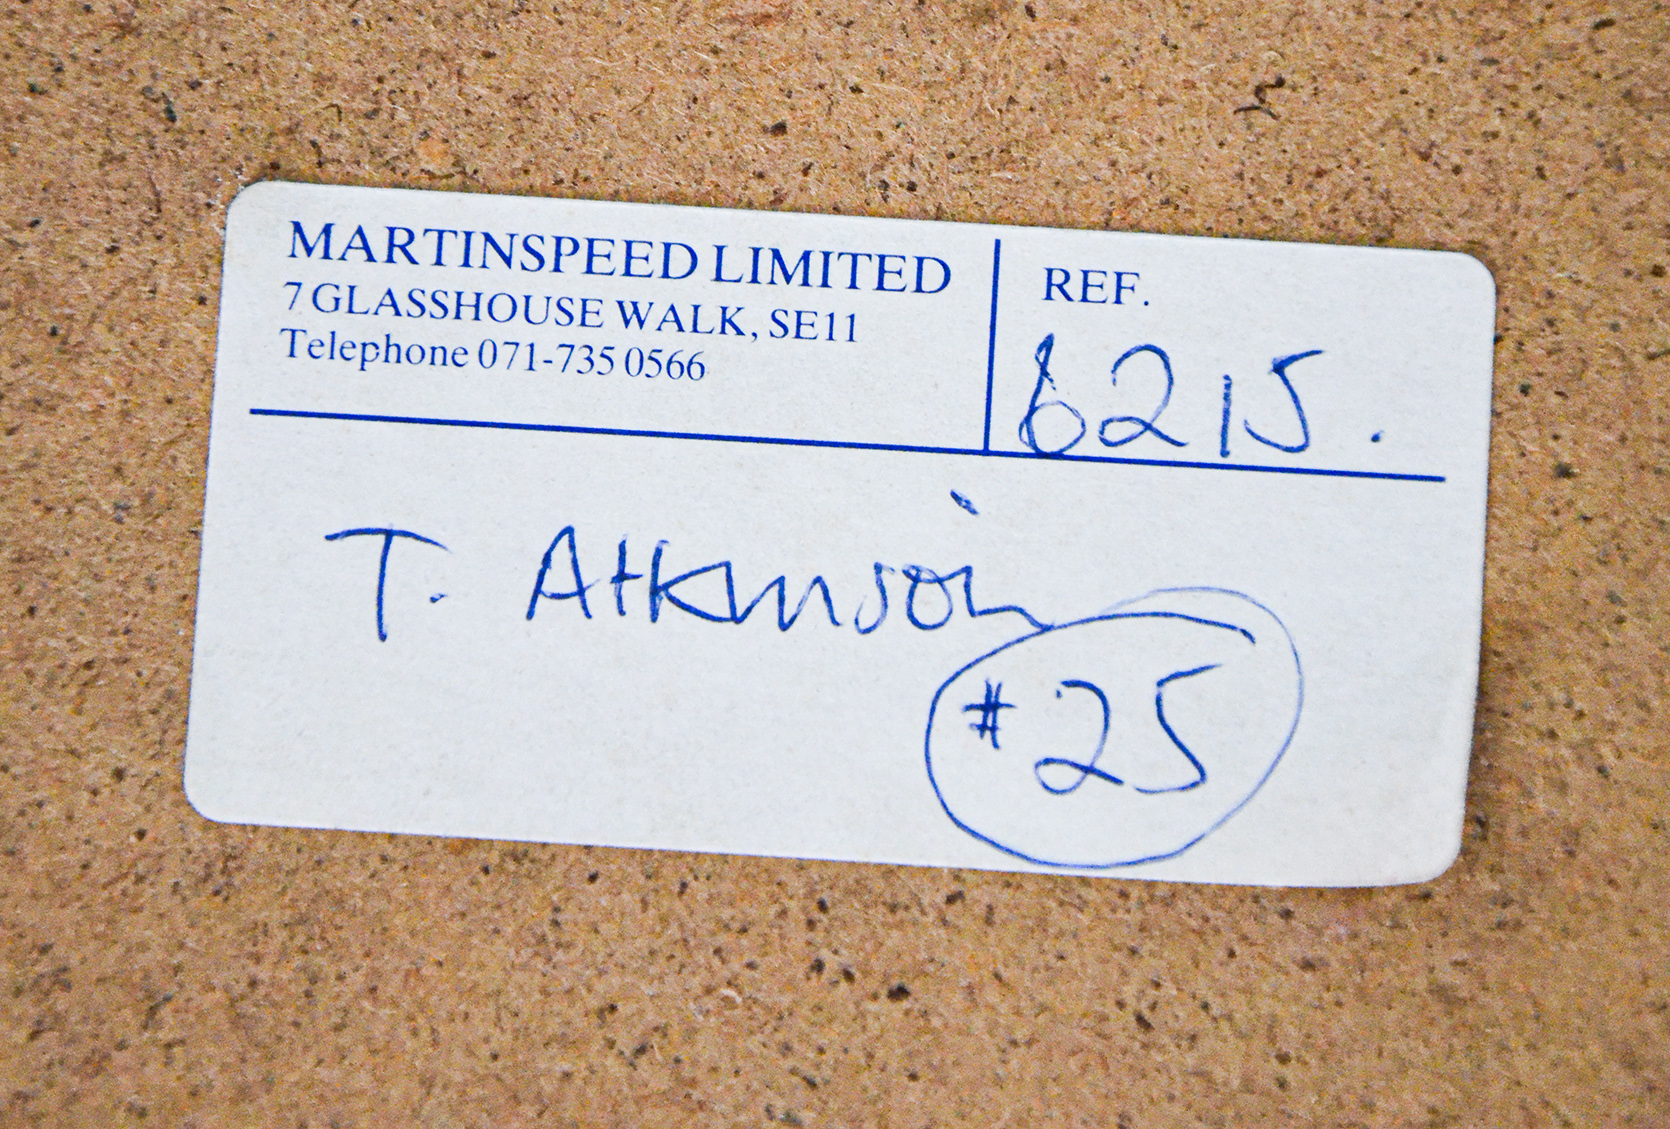 MARTINSPEED LIMITED
7 GLASSHOUSE WALK, SE11
Telephone 071-735 0566
REF.
6215.
T. Atkinson
#25